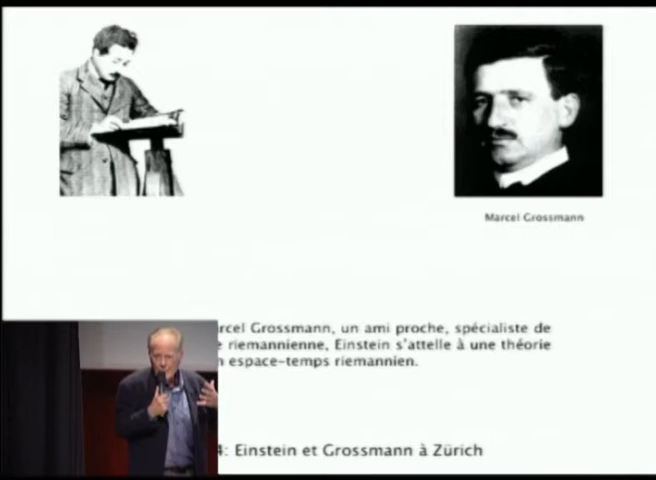 Marcel Grossmann
rcel Grossmann, un ami proche, spécialiste de
riemannienne, Einstein s'attelle à une théorie
espace-temps riemannien.
4: Einstein et Grossmann à Zürich